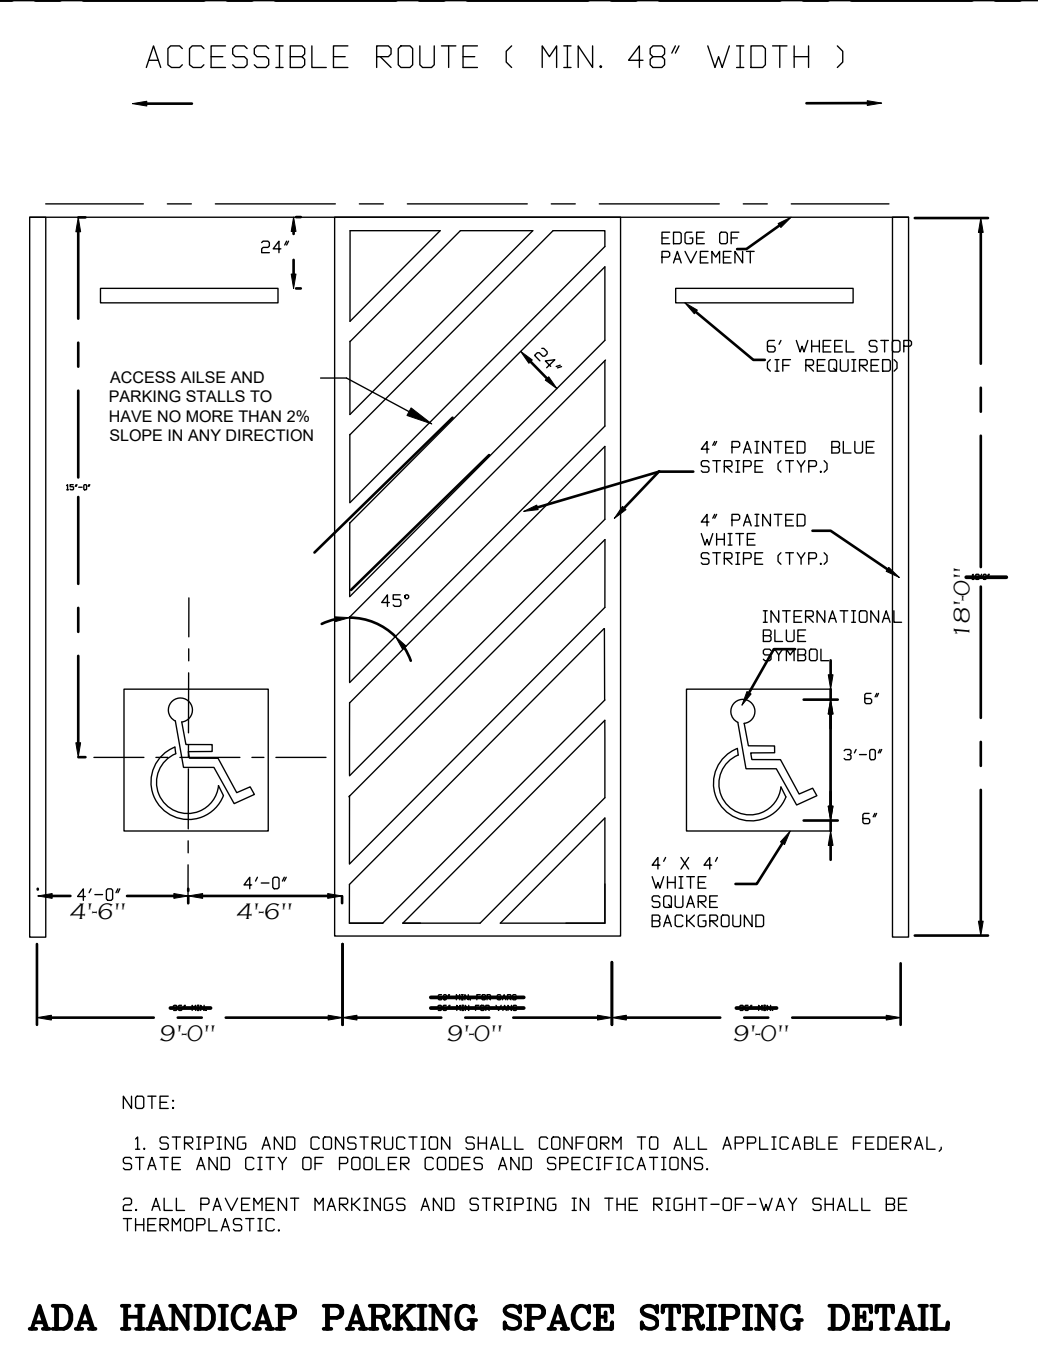 ACCESSIBLE ROUTE ( MIN. 48" WIDTH )
24"
EDGE OF
PAVEMENT
6' WHEEL STOP
(IF REQUIRED)
24"
ACCESS AILSE AND
PARKING STALLS TO
HAVE NO MORE THAN 2%
SLOPE IN ANY DIRECTION
4" PAINTED BLUE
STRIPE (TYP.)
15'-0"
4" PAINTED
WHITE
STRIPE (TYP.)
18'-0"
45°
INTERNATIONAL
BLUE
SYMBOL
6"
3'-0"
6"
4' X 4'
WHITE
SQUARE
BACKGROUND
4'-0"
4'-6"
4'-0"
4'-6"
9'-0"
9'-0"
9'-0"
NOTE:
1. STRIPING AND CONSTRUCTION SHALL CONFORM TO ALL APPLICABLE FEDERAL,
STATE AND CITY OF POOLER CODES AND SPECIFICATIONS.
2. ALL PAVEMENT MARKINGS AND STRIPING IN THE RIGHT-OF-WAY SHALL BE
THERMOPLASTIC.
ADA HANDICAP PARKING SPACE STRIPING DETAIL